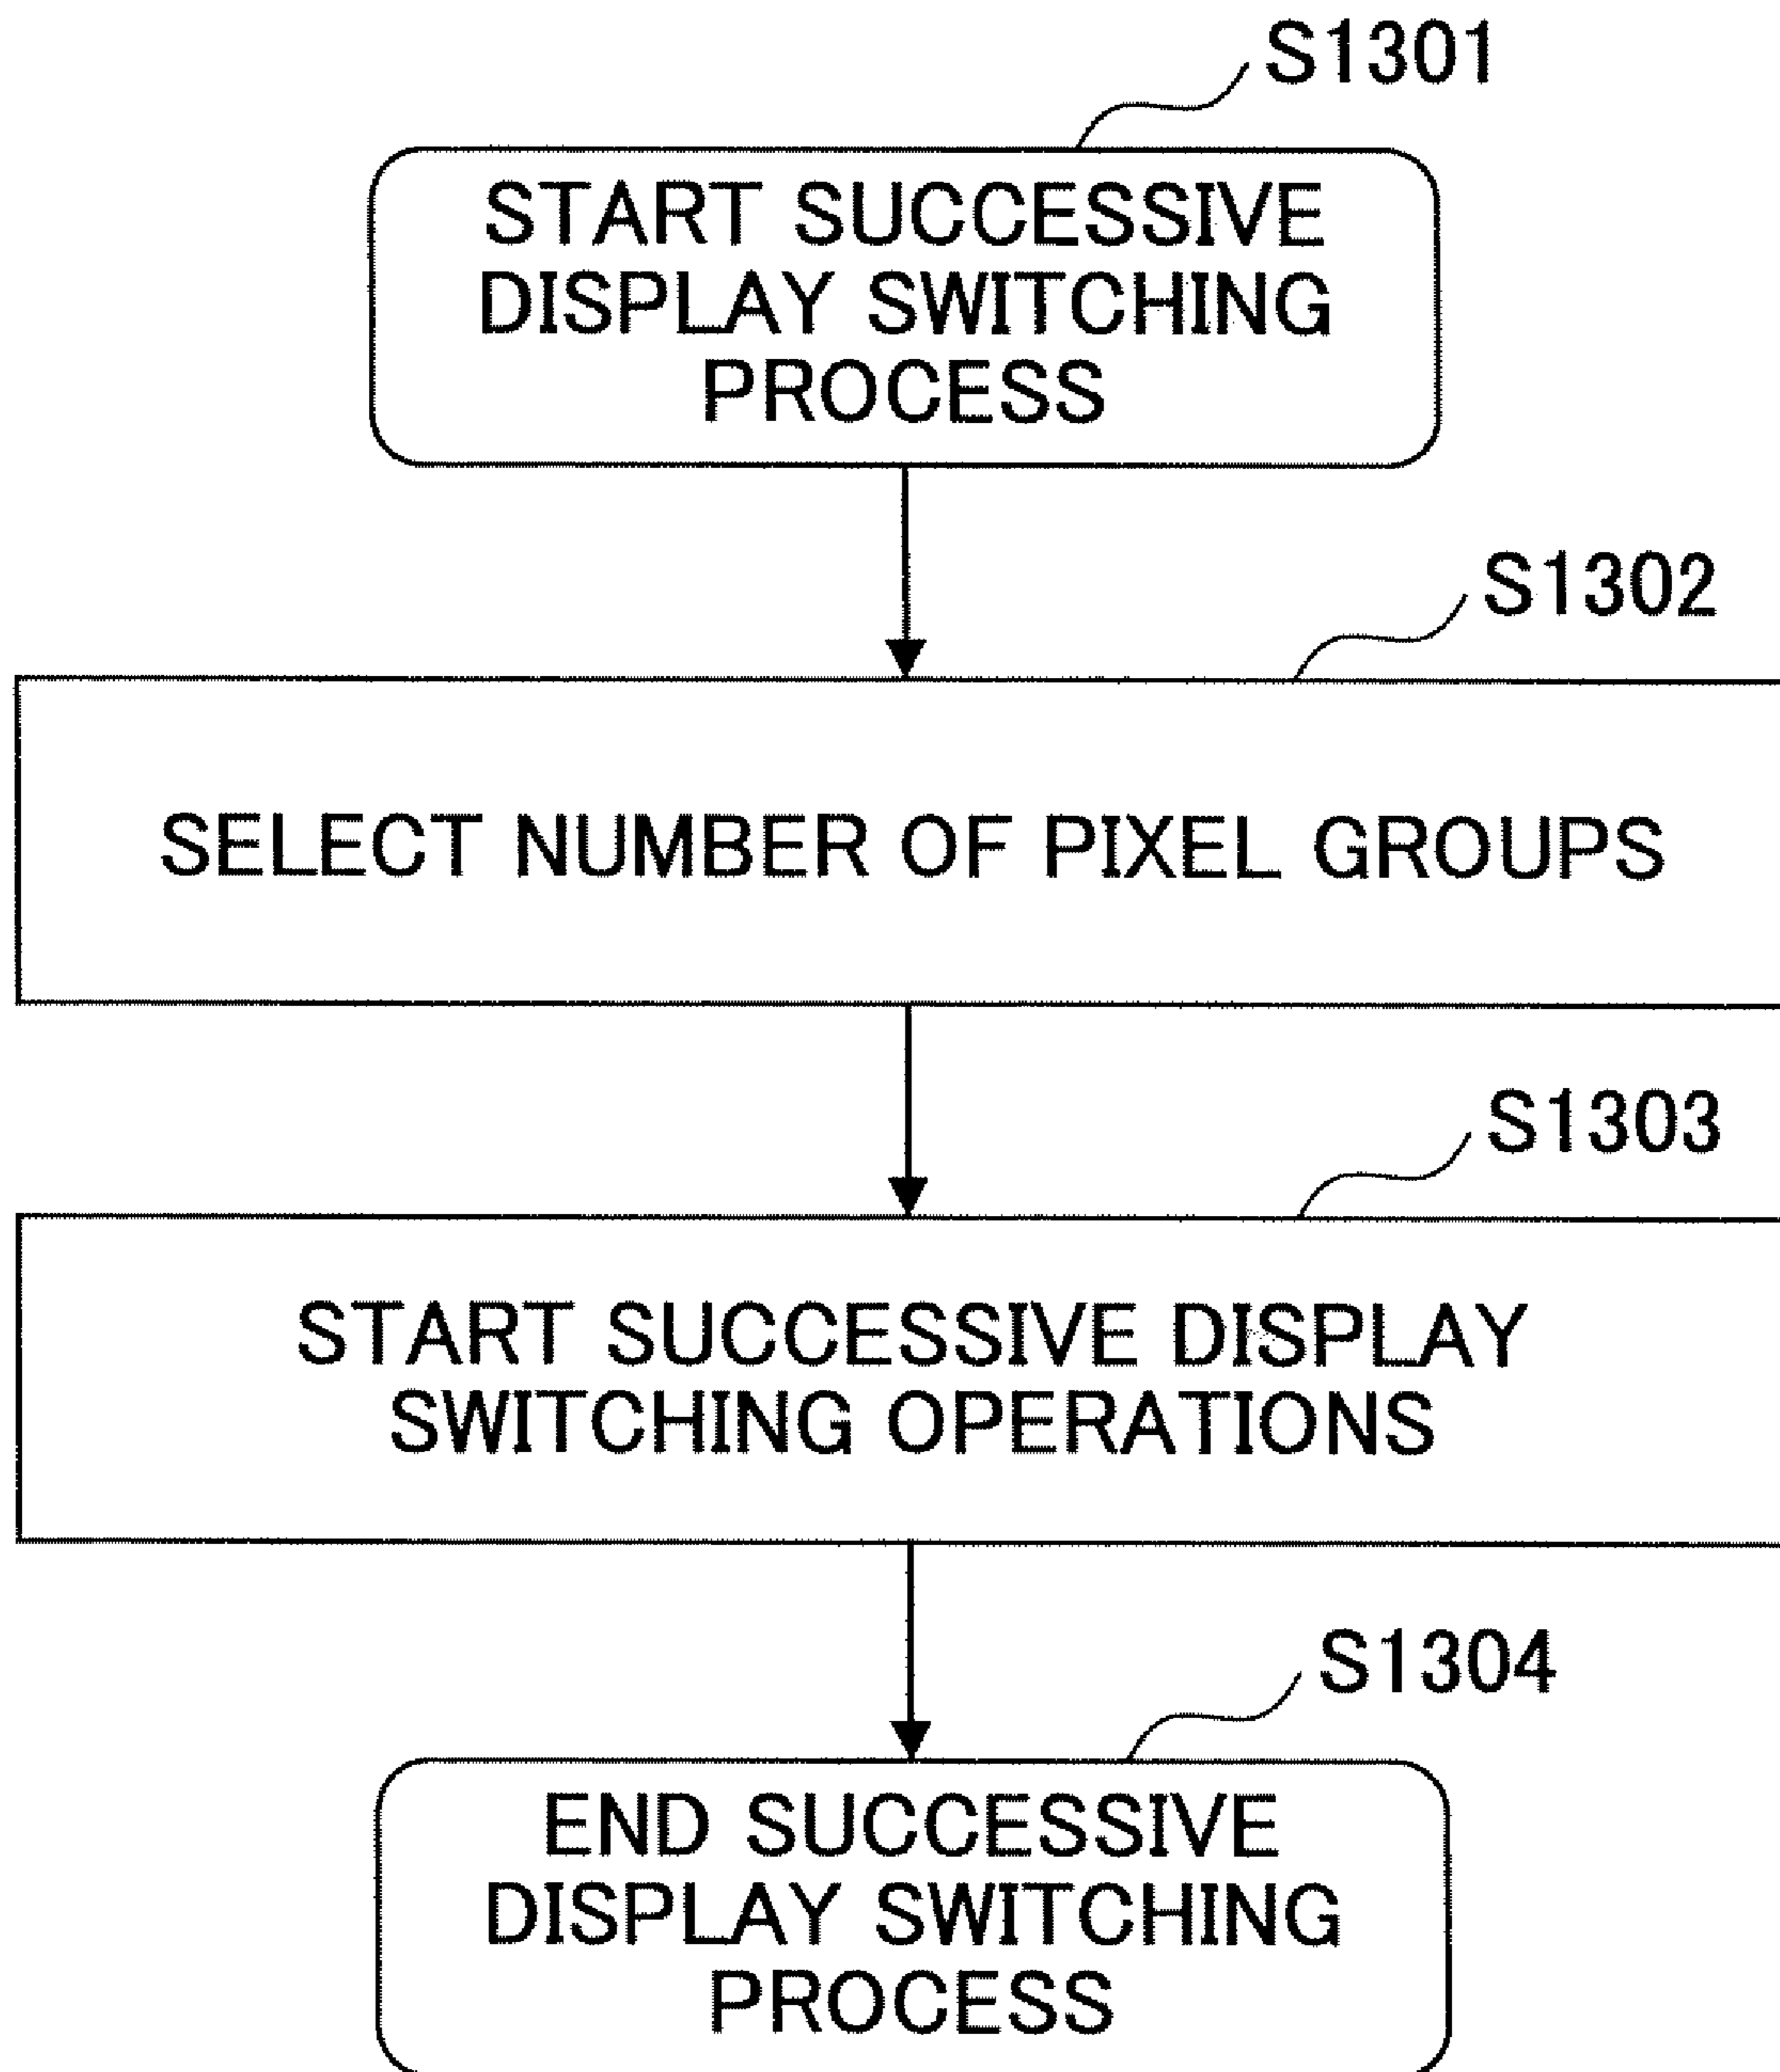 S1301
START SUCCESSIVE
DISPLAY SWITCHING
PROCESS
S1302
SELECT NUMBER OF PIXEL GROUPS
S1303
START SUCCESSIVE DISPLAY
SWITCHING OPERATIONS
S1304
END SUCCESSIVE
DISPLAY SWITCHING
PROCESS